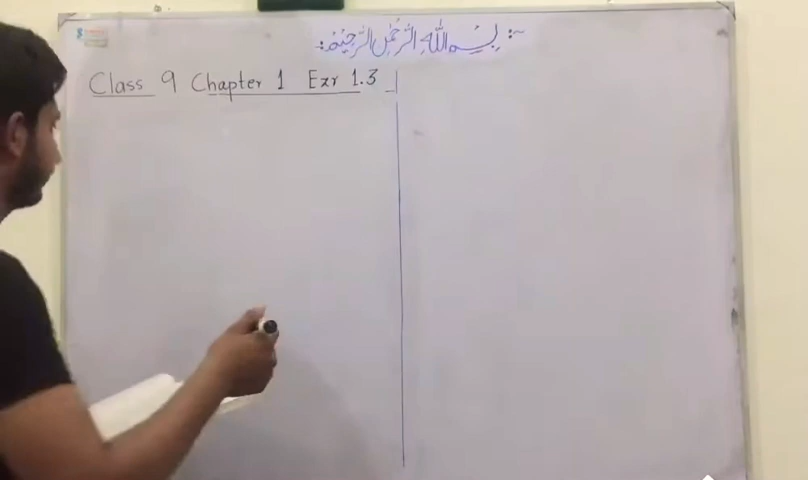 بِسْمِ اللّٰهِ الرَّحْمٰنِ الرَّحِيْمِ
Class 9 Chapter 1 Exr 1.3